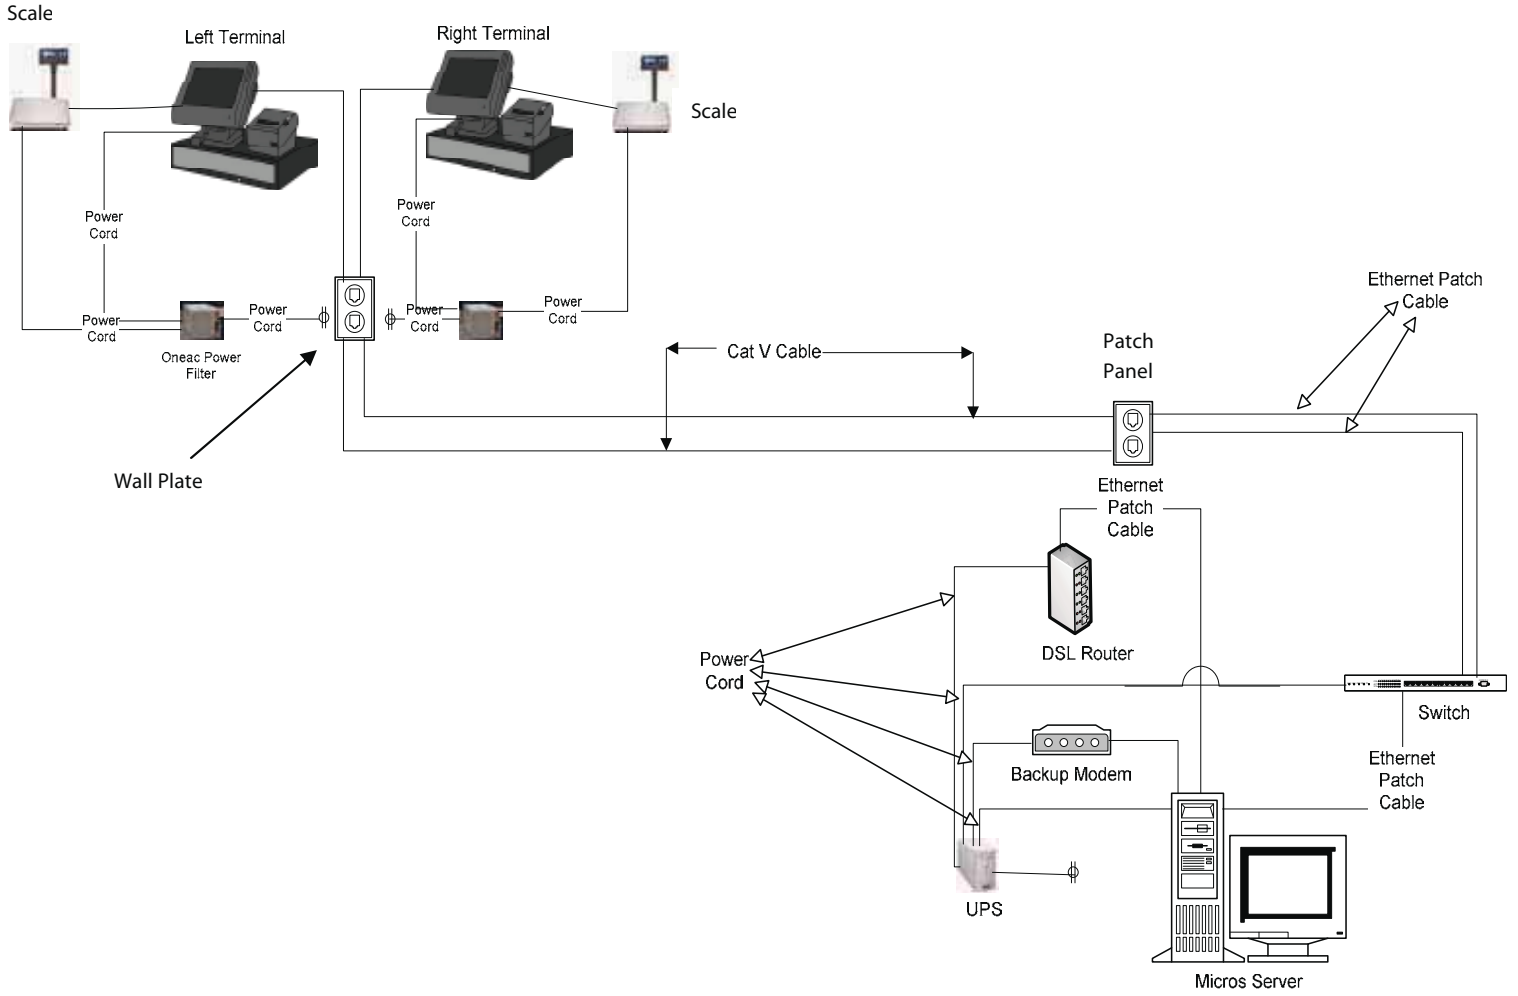 Scale
Left Terminal
Right Terminal
Scale
Power
Cord
Power
Cord
Power
Cord
Power
Cord
Power
Cord
Power
Cord
Oneac Power
Filter
Wall Plate
Cat V Cable
Patch
Panel
Ethernet Patch
Cable
Ethernet
Patch
Cable
DSL Router
Power
Cord
Switch
Backup Modem
Ethernet
Patch
Cable
UPS
Micros Server